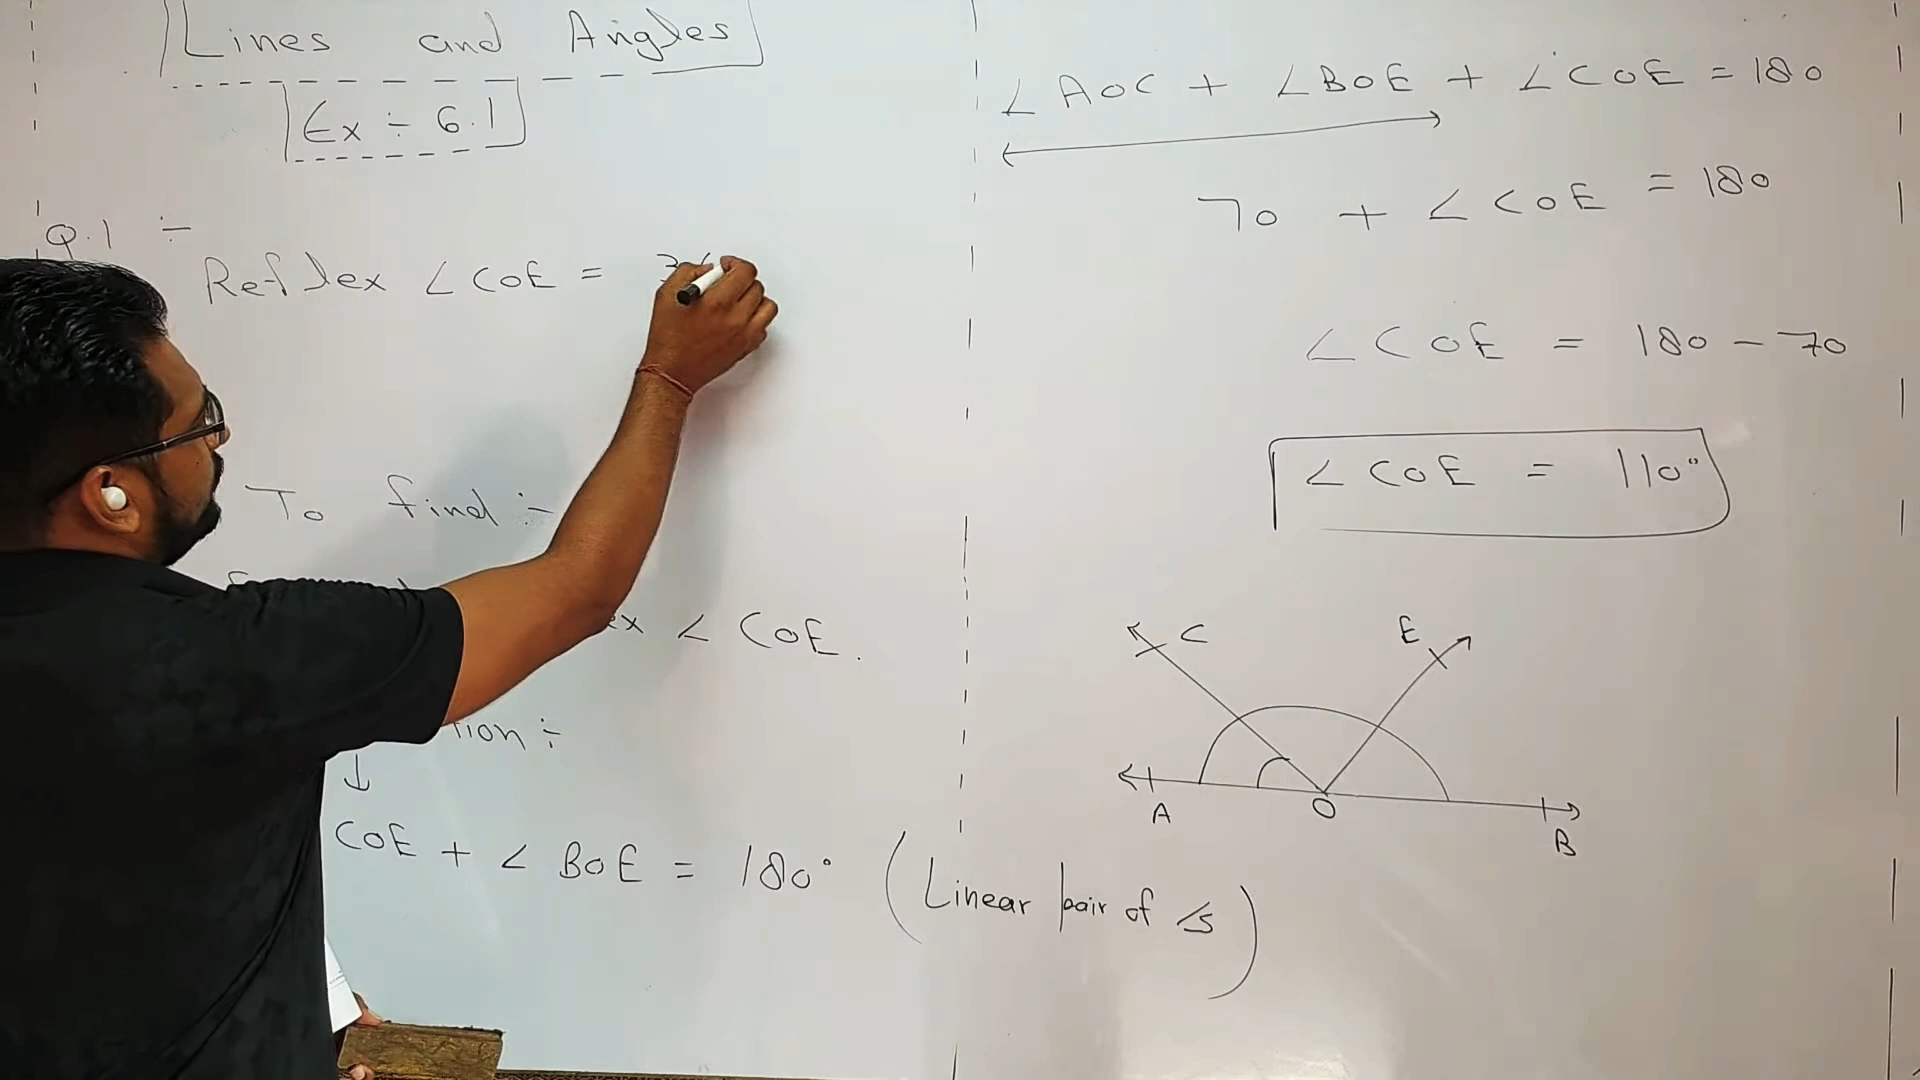 Lines and Angles
Ex ÷ 6.1
Q.1 ÷
Reflex ∠COE =
To find :-
∠ COE.
tion ÷
↓
COE + ∠ BOE = 180° (Linear pair of ∠s)
∠AOC + ∠BOE + ∠COE = 180
70 + ∠COE = 180
∠COE = 180 - 70
∠COE = 110°
C E
A O B